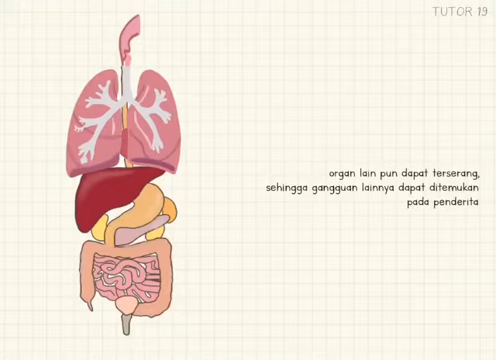 TUTOR 19
organ lain pun dapat terserang,
sehingga gangguan lainnya dapat ditemukan
pada penderita